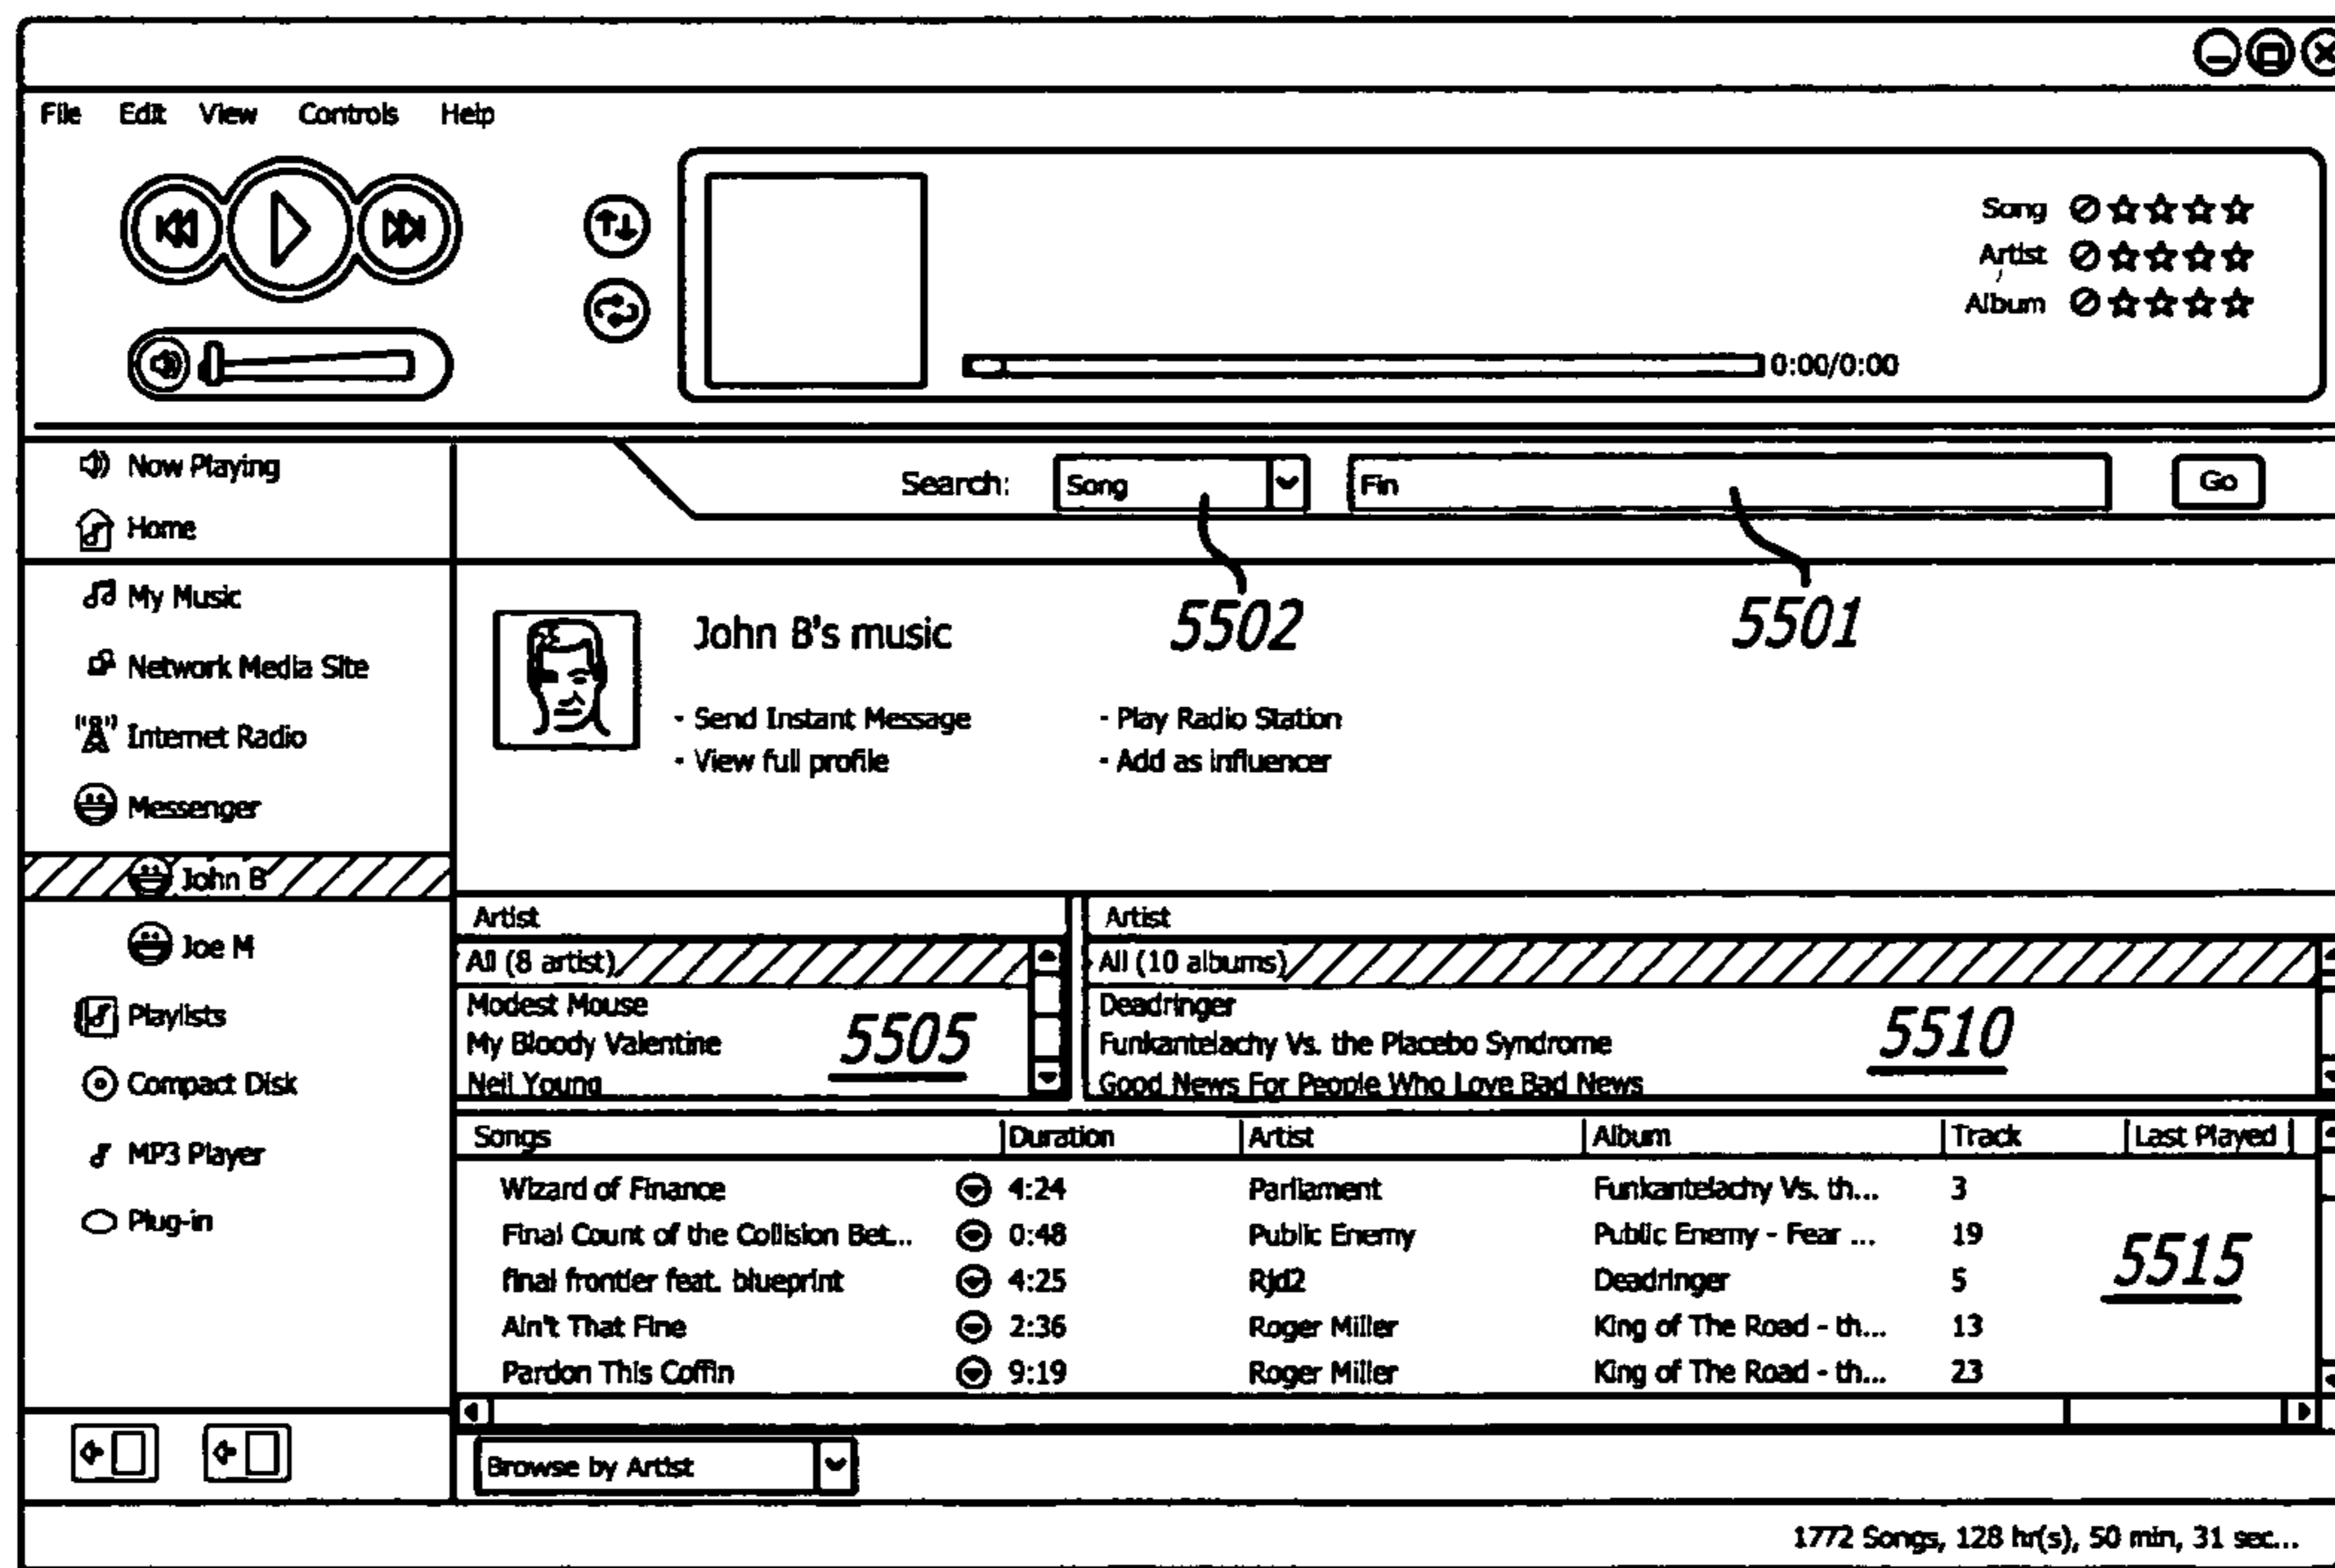 File Edit View Controls Help
Song
Artist
Album
0:00/0:00
Now Playing
Home
My Music
Network Media Site
Internet Radio
Messenger
John B
Joe M
Playlists
Compact Disk
MP3 Player
Plug-in
Search: Song Fin Go
5502 5501
John B's music
- Send Instant Message - Play Radio Station
- View full profile - Add as influencer
Artist
All (8 artist)
Modest Mouse
My Bloody Valentine
Neil Young
5505
Artist
All (10 albums)
Deadringer
Funkantelachy Vs. the Placebo Syndrome
Good News For People Who Love Bad News
5510
Songs Duration Artist Album Track Last Played
Wizard of Finance 4:24 Parliament Funkantelachy Vs. th... 3
Final Count of the Collision Bet... 0:48 Public Enemy Public Enemy - Fear ... 19
final frontier feat. blueprint 4:25 Rjd2 Deadringer 5
Ain't That Fine 2:36 Roger Miller King of The Road - th... 13
Pardon This Coffin 9:19 Roger Miller King of The Road - th... 23
5515
Browse by Artist
1772 Songs, 128 hr(s), 50 min, 31 sec...